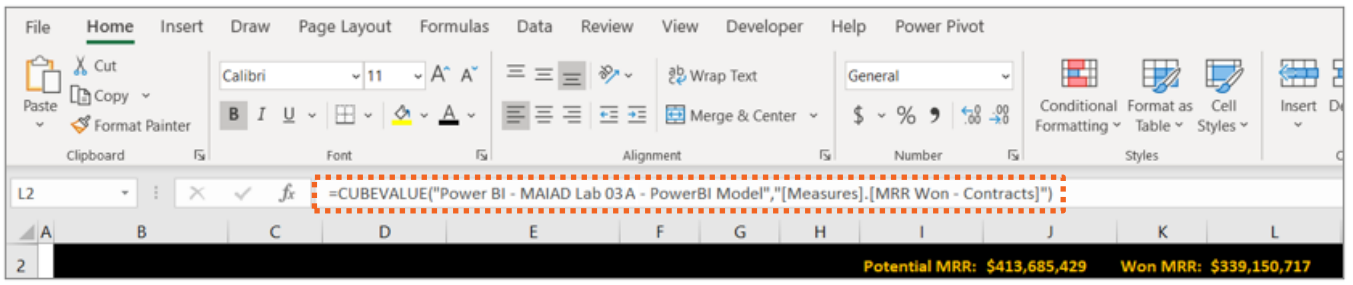 File Home Insert Draw Page Layout Formulas Data Review View Developer Help Power Pivot
Cut
Copy
Format Painter
Paste
Clipboard
Calibri 11 A A
B I U A
Font
ab Wrap Text
Merge & Center
Alignment
General
$ % 9 .00
Number
Conditional Formatting
Format as Table
Cell Styles
Styles
Insert
L2 fx =CUBEVALUE("Power BI - MAIAD Lab 03A - PowerBI Model","[Measures].[MRR Won - Contracts]")
A B C D E F G H I J K L
2 Potential MRR: $413,685,429 Won MRR: $339,150,717